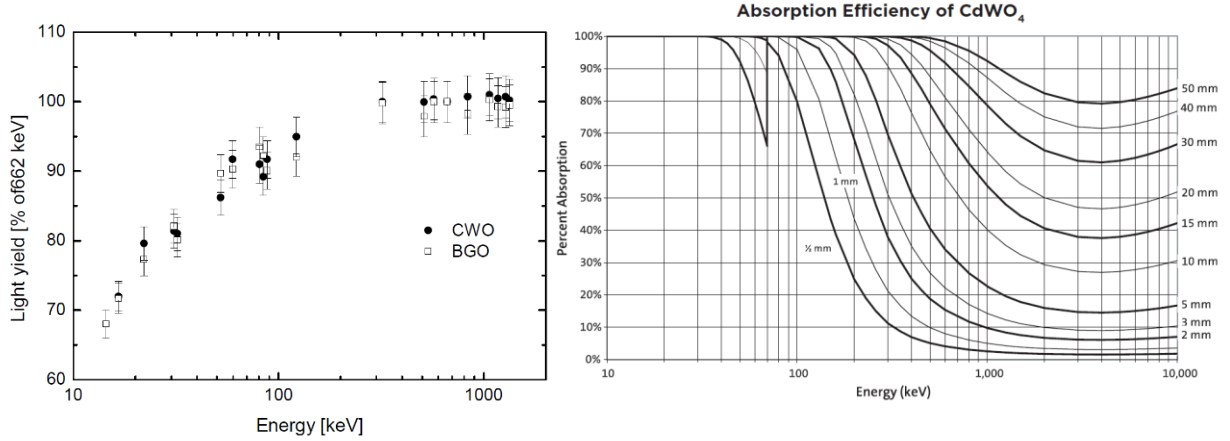 Light yield [% of662 keV]
110
100
90
80
70
60
CWO
BGO
10
100
1000
Energy [keV]
Absorption Efficiency of CdWO4
Percent Absorption
100%
90%
80%
70%
60%
50%
40%
30%
20%
10%
0%
½ mm
1 mm
50 mm
40 mm
30 mm
20 mm
15 mm
10 mm
5 mm
3 mm
2 mm
10
100
1,000
10,000
Energy (keV)